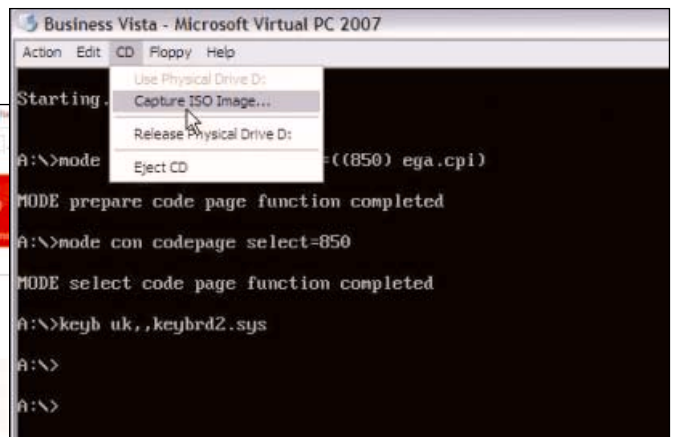 Business Vista - Microsoft Virtual PC 2007
Action Edit CD Floppy Help
Use Physical Drive D:
Capture ISO Image...
Release Physical Drive D:
Eject CD
Starting.
A:\>mode =((850) ega.cpi)
MODE prepare code page function completed
A:\>mode con codepage select=850
MODE select code page function completed
A:\>keyb uk,,keybrd2.sys
A:\>
A:\>